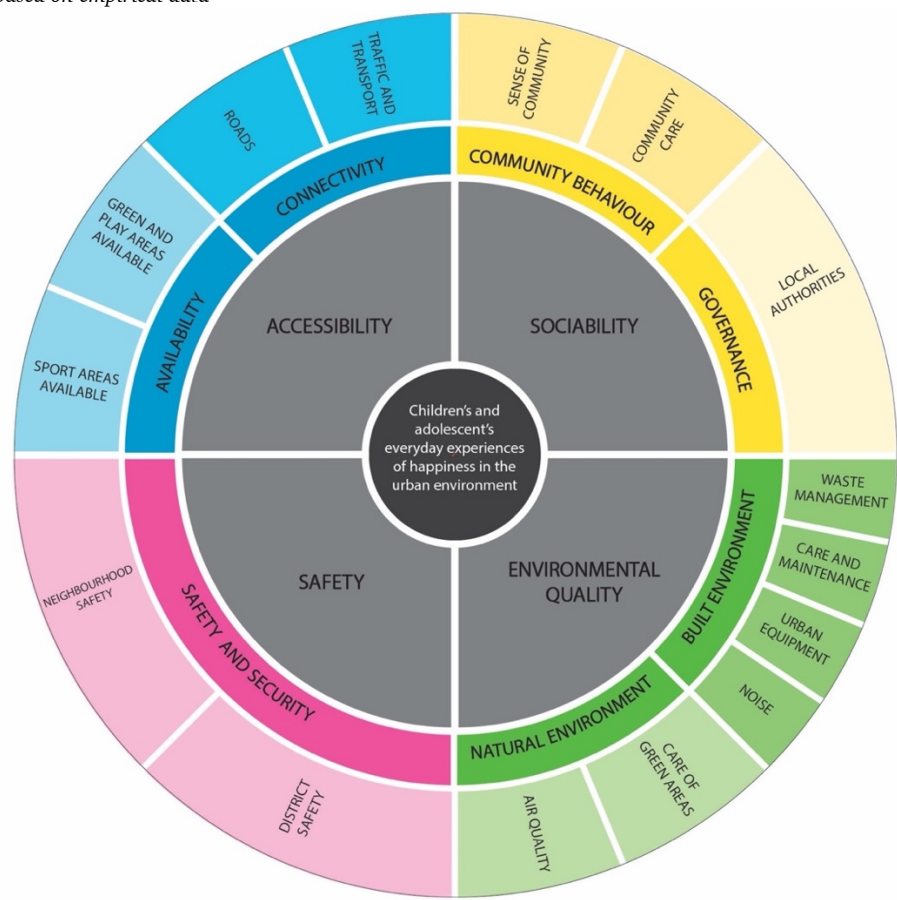 based on empirical data
TRAFFIC AND
TRANSPORT
SENSE OF
COMMUNITY
ROADS
COMMUNITY
CARE
CONNECTIVITY
COMMUNITY BEHAVIOUR
GREEN AND
PLAY AREAS
AVAILABLE
LOCAL
AUTHORITIES
AVAILABILITY
ACCESSIBILITY
SOCIABILITY
GOVERNANCE
SPORT AREAS
AVAILABLE
Children's and
adolescent's
everyday experiences
of happiness in the
urban environment
WASTE
MANAGEMENT
NEIGHBOURHOOD
SAFETY
SAFETY AND SECURITY
SAFETY
ENVIRONMENTAL
QUALITY
BUILT ENVIRONMENT
CARE AND
MAINTENANCE
URBAN
EQUIPMENT
NOISE
NATURAL ENVIRONMENT
CARE OF
GREEN AREAS
DISTRICT
SAFETY
AIR QUALITY